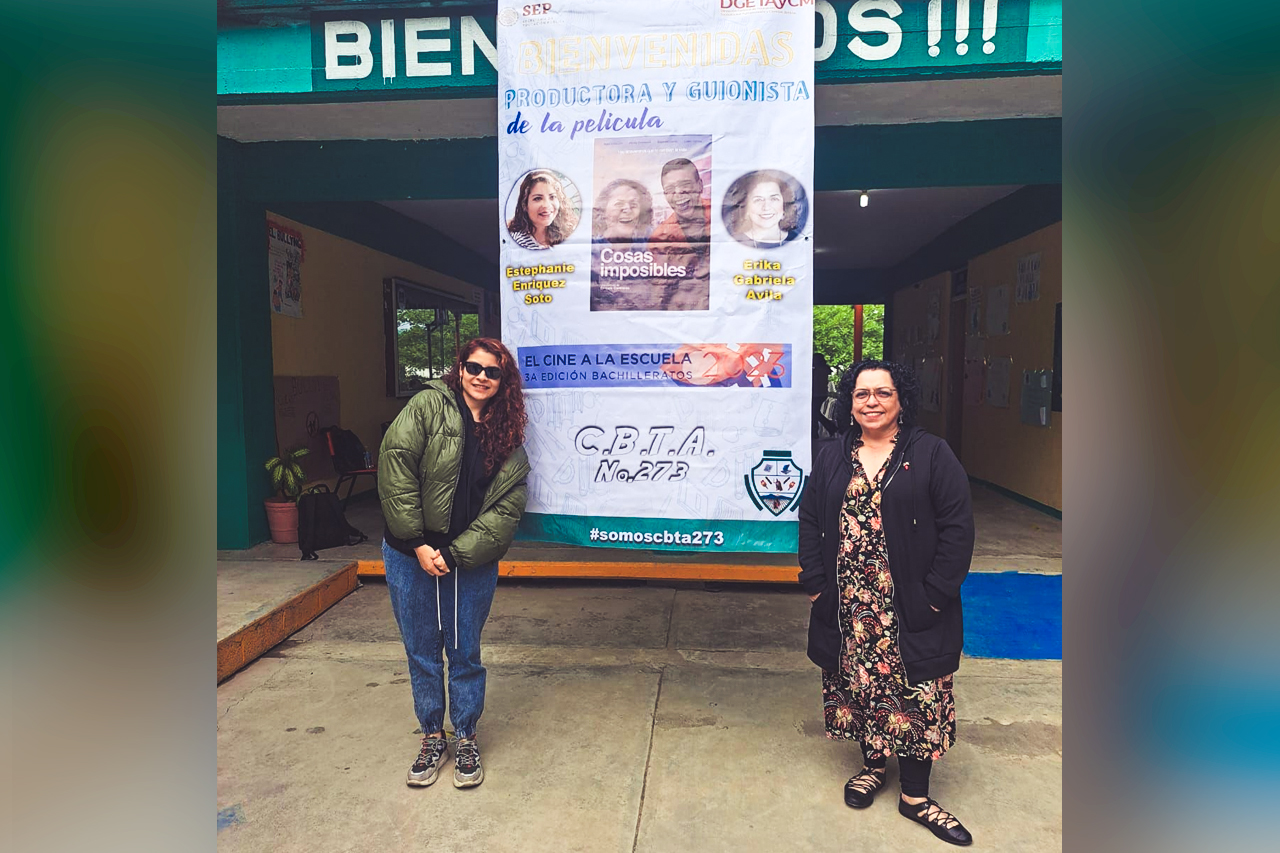 SEP
DGETAyCM
BIEN
OS!!!
BIENVENIDAS
PRODUCTORA Y GUIONISTA
de la pelicula
Cosas
imposibles
Estephanie
Enriquez
Soto
Erika
Gabriela
Avila
EL CINE A LA ESCUELA
3A EDICIÓN BACHILLERATOS
2023
C.B.T.A.
No.273
#somoscbta273